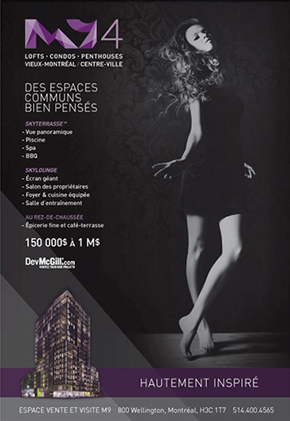 M9 4
LOFTS • CONDOS • PENTHOUSES
VIEUX-MONTRÉAL / CENTRE-VILLE
DES ESPACES
COMMUNS
BIEN PENSÉS
SKYTERRASSE™
- Vue panoramique
- Piscine
- Spa
- BBQ
SKYLOUNGE
- Écran géant
- Salon des propriétaires
- Foyer & cuisine équipée
- Salle d'entraînement
AU REZ-DE-CHAUSSÉE
- Épicerie fine et café-terrasse
150 000$ À 1 M$
DevMcGill.com
HAUTEMENT INSPIRÉ
ESPACE VENTE ET VISITE M9 800 Wellington, Montréal, H3C 1T7 514.400.4565